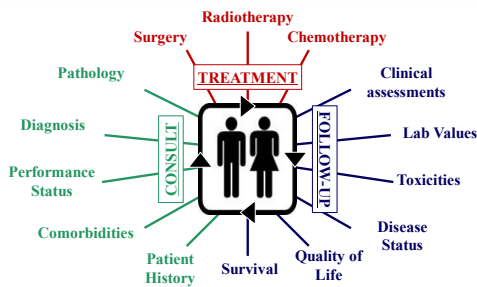 Radiotherapy
Surgery
Chemotherapy
TREATMENT
Pathology
Diagnosis
Performance
Status
Comorbidities
Patient
History
CONSULT
Clinical
assessments
Lab Values
Toxicities
Disease
Status
Quality of
Life
Survival
FOLLOW-UP